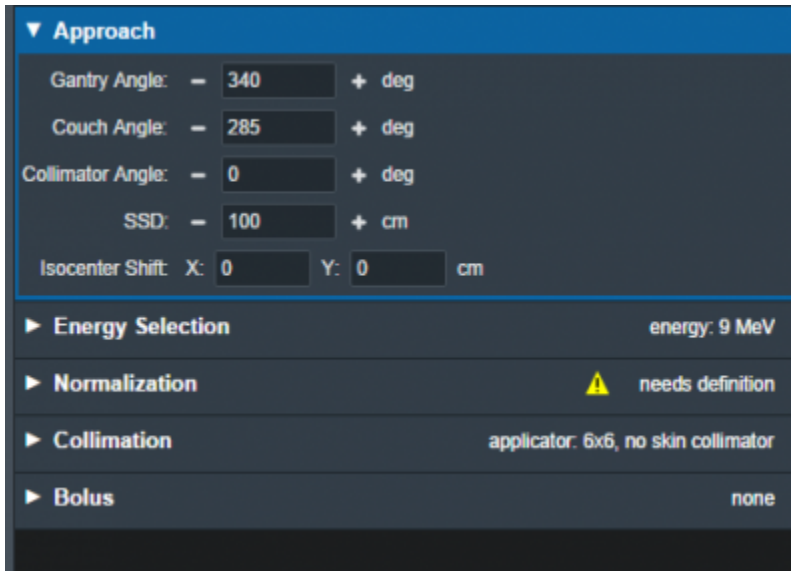 ▼ Approach
Gantry Angle: − 340 + deg
Couch Angle: − 285 + deg
Collimator Angle: − 0 + deg
SSD: − 100 + cm
Isocenter Shift: X: 0 Y: 0 cm
► Energy Selection energy: 9 MeV
► Normalization needs definition
► Collimation applicator: 6x6, no skin collimator
► Bolus none